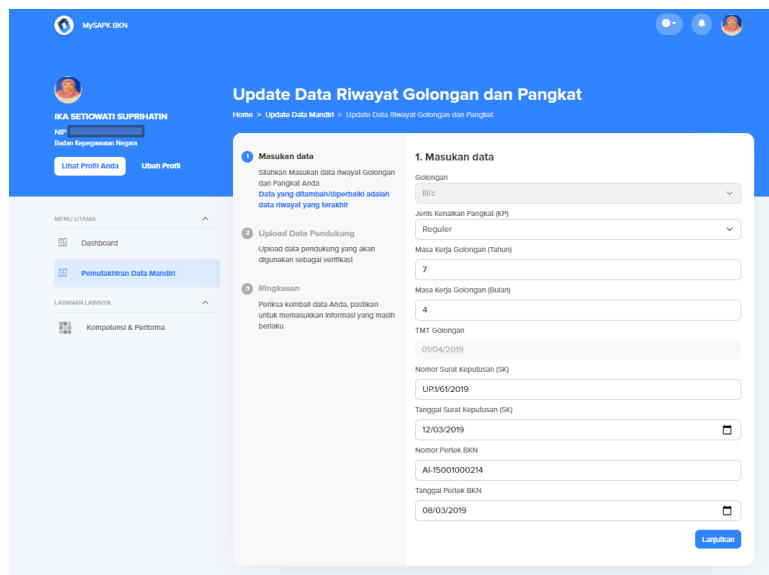 MySAPK BKN
IKA SETIOWATI SUPRIHATIN
NIP
Badan Kepegawaian Negara
Lihat Profil Anda
Ubah Profil
MENU UTAMA
Dashboard
Pemutakhiran Data Mandiri
LAYANAN LAINNYA
Kompetensi & Performa
Update Data Riwayat Golongan dan Pangkat
Home > Update Data Mandiri > Update Data Riwayat Golongan dan Pangkat
1 Masukan data
Silahkan Masukan data riwayat Golongan
dan Pangkat Anda
Data yang ditambah/diperbaiki adalah
data riwayat yang terakhir
2 Upload Data Pendukung
Upload data pendukung yang akan
digunakan sebagai verifikasi
3 Ringkasan
Periksa kembali data Anda, pastikan
untuk memasukkan informasi yang masih
berlaku
1. Masukan data
Golongan
III/c
Jenis Kenaikan Pangkat (KP)
Reguler
Masa Kerja Golongan (Tahun)
7
Masa Kerja Golongan (Bulan)
4
TMT Golongan
01/04/2019
Nomor Surat Keputusan (SK)
UP.1/61/2019
Tanggal Surat Keputusan (SK)
12/03/2019
Nomor Pertek BKN
AI-15001000214
Tanggal Pertek BKN
08/03/2019
Lanjutkan